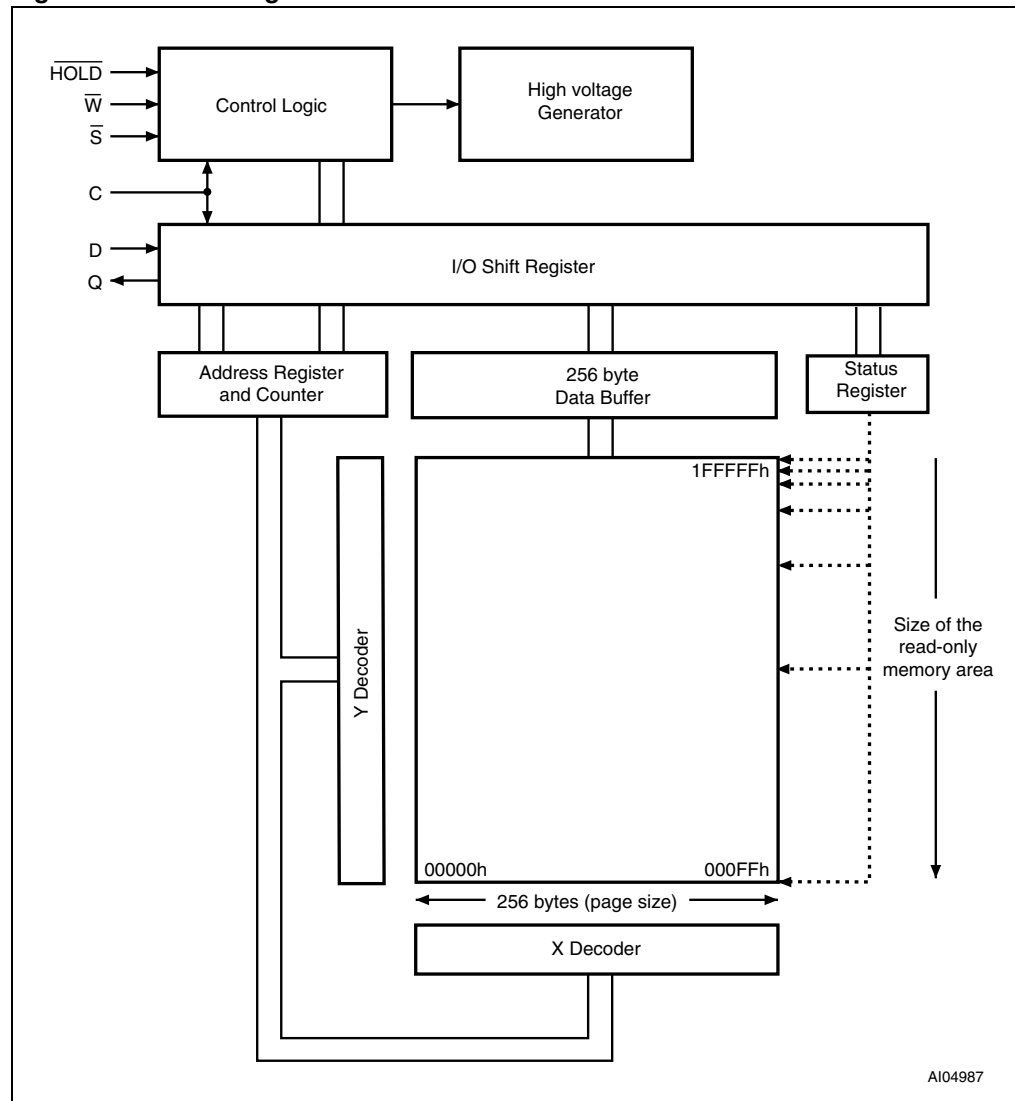 HOLD
W
S
C
D
Q
Control Logic
High voltage
Generator
I/O Shift Register
Address Register
and Counter
256 byte
Data Buffer
Status
Register
1FFFFFh
Y Decoder
Size of the
read-only
memory area
00000h
000FFh
256 bytes (page size)
X Decoder
AI04987